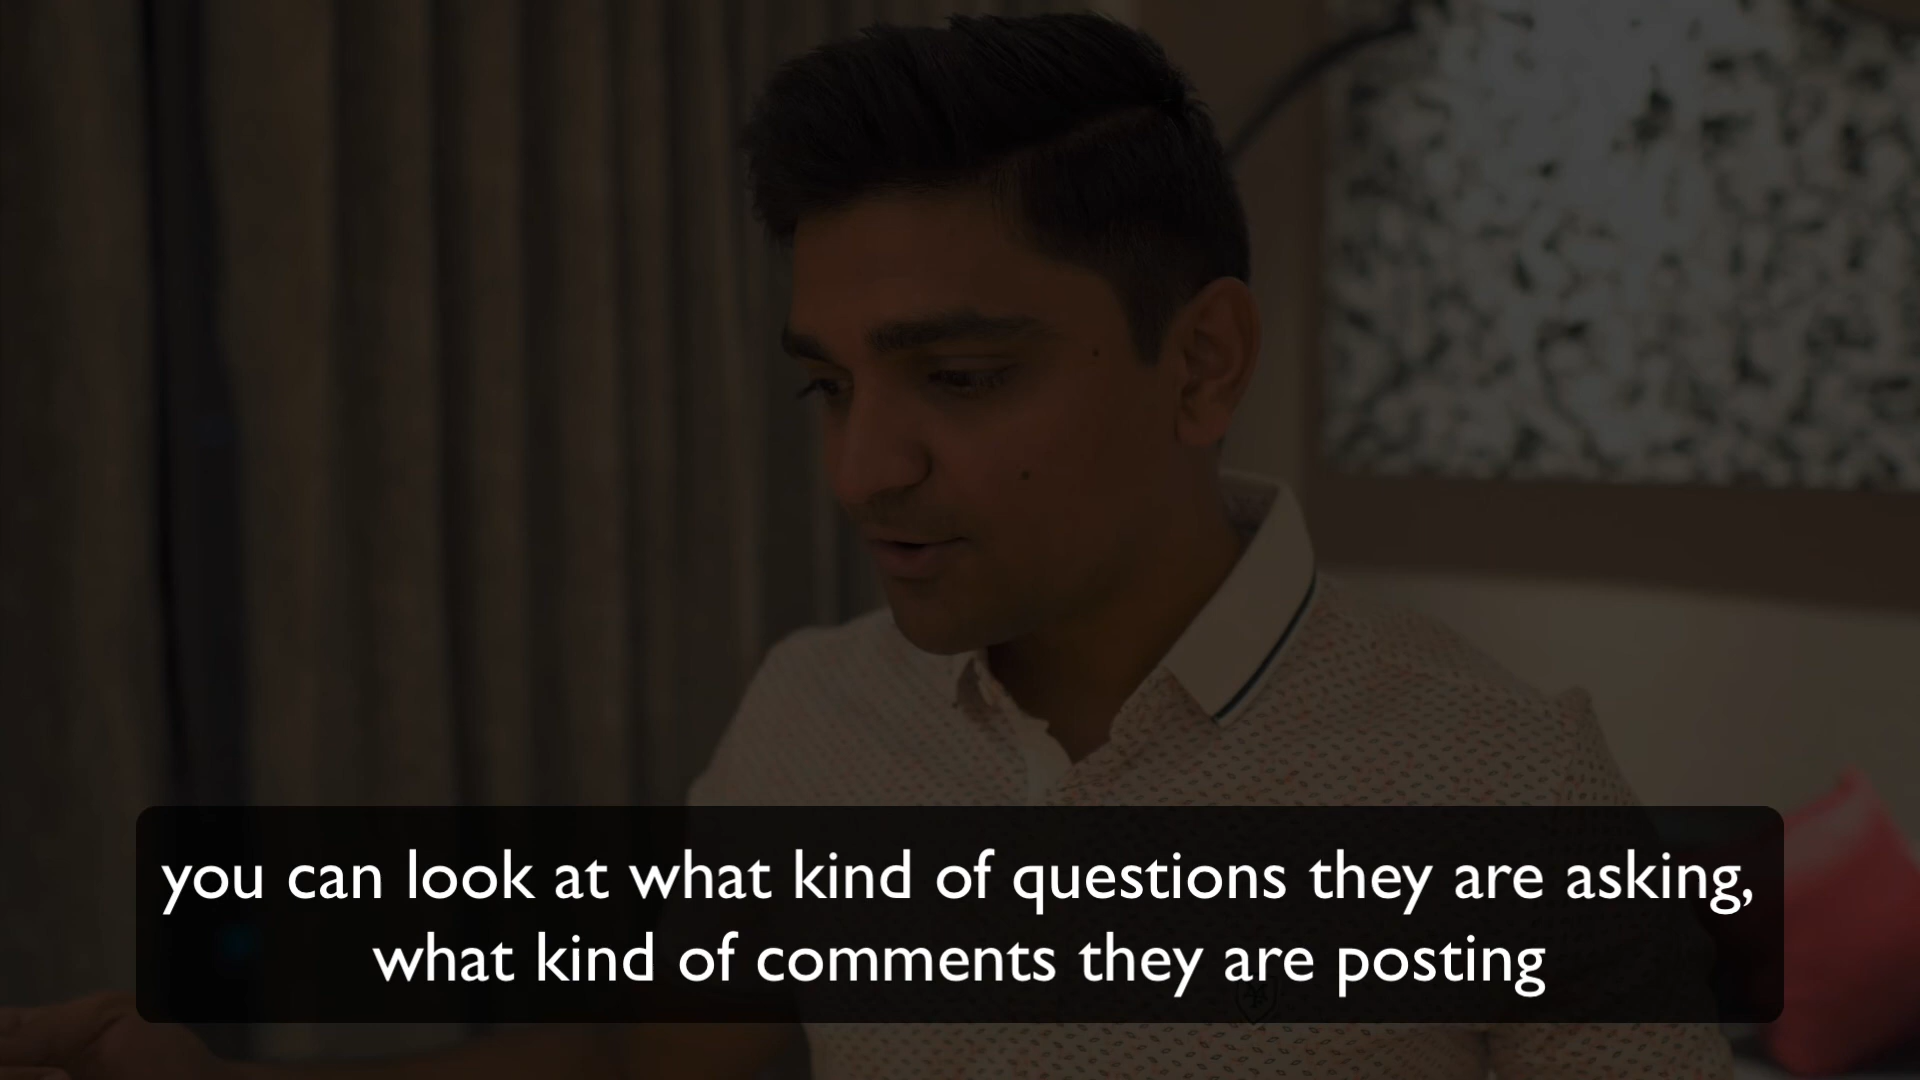 you can look at what kind of questions they are asking,
what kind of comments they are posting